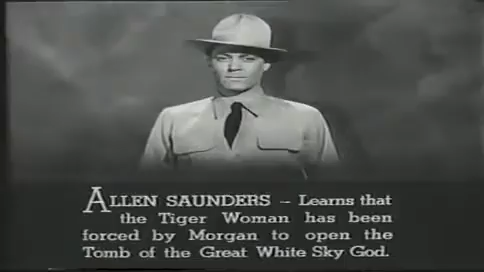 ALLEN SAUNDERS – Learns that
the Tiger Woman has been
forced by Morgan to open the
Tomb of the Great White Sky God.